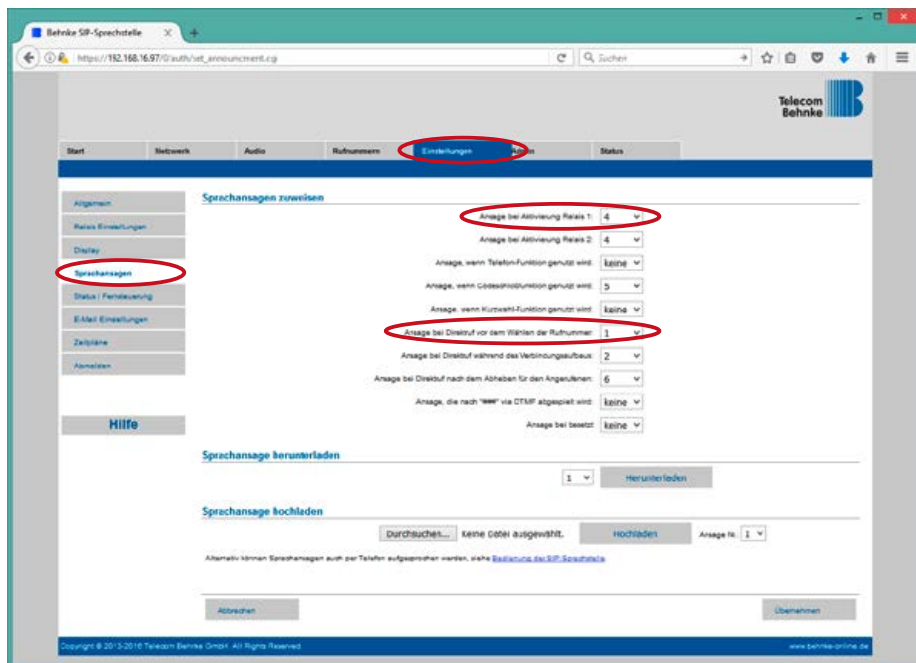 Behnke SIP-Sprechstelle
https://192.168.16.97/0/auth/set_announcment.cgi
Suchen
Telecom
Behnke
Start Netzwerk Audio Rufnummern Einstellungen Admin Status
Allgemein
Relais Einstellungen
Display
Sprachansagen
Status / Fernsteuerung
E-Mail Einstellungen
Zeitpläne
Abmelden
Hilfe
Sprachansagen zuweisen
Ansage bei Aktivierung Relais 1: 4
Ansage bei Aktivierung Relais 2: 4
Ansage, wenn Telefon-Funktion genutzt wird: keine
Ansage, wenn Codeschloßfunktion genutzt wird: 5
Ansage, wenn Kurzwahl-Funktion genutzt wird: keine
Ansage bei Direktruf vor dem Wählen der Rufnummer: 1
Ansage bei Direktruf während des Verbindungsaufbaus: 2
Ansage bei Direktruf nach dem Abheben für den Angerufenen: 6
Ansage, die nach "###" via DTMF abgespielt wird: keine
Ansage bei besetzt: keine
Sprachansage herunterladen
1 Herunterladen
Sprachansage hochladen
Durchsuchen... Keine Datei ausgewählt. Hochladen Ansage Nr. 1
Alternativ können Sprachansagen auch per Telefon aufgesprochen werden, siehe Bedienung der SIP-Sprechstelle.
Abbrechen Übernehmen
Copyright © 2013-2016 Telecom Behnke GmbH. All Rights Reserved. www.behnke-online.de